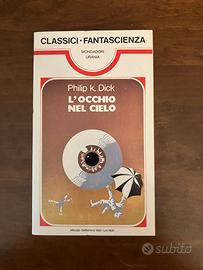 CLASSICI • FANTASCIENZA
MONDADORI
URANIA
Philip k. Dick
L'OCCHIO
NEL CIELO
subito